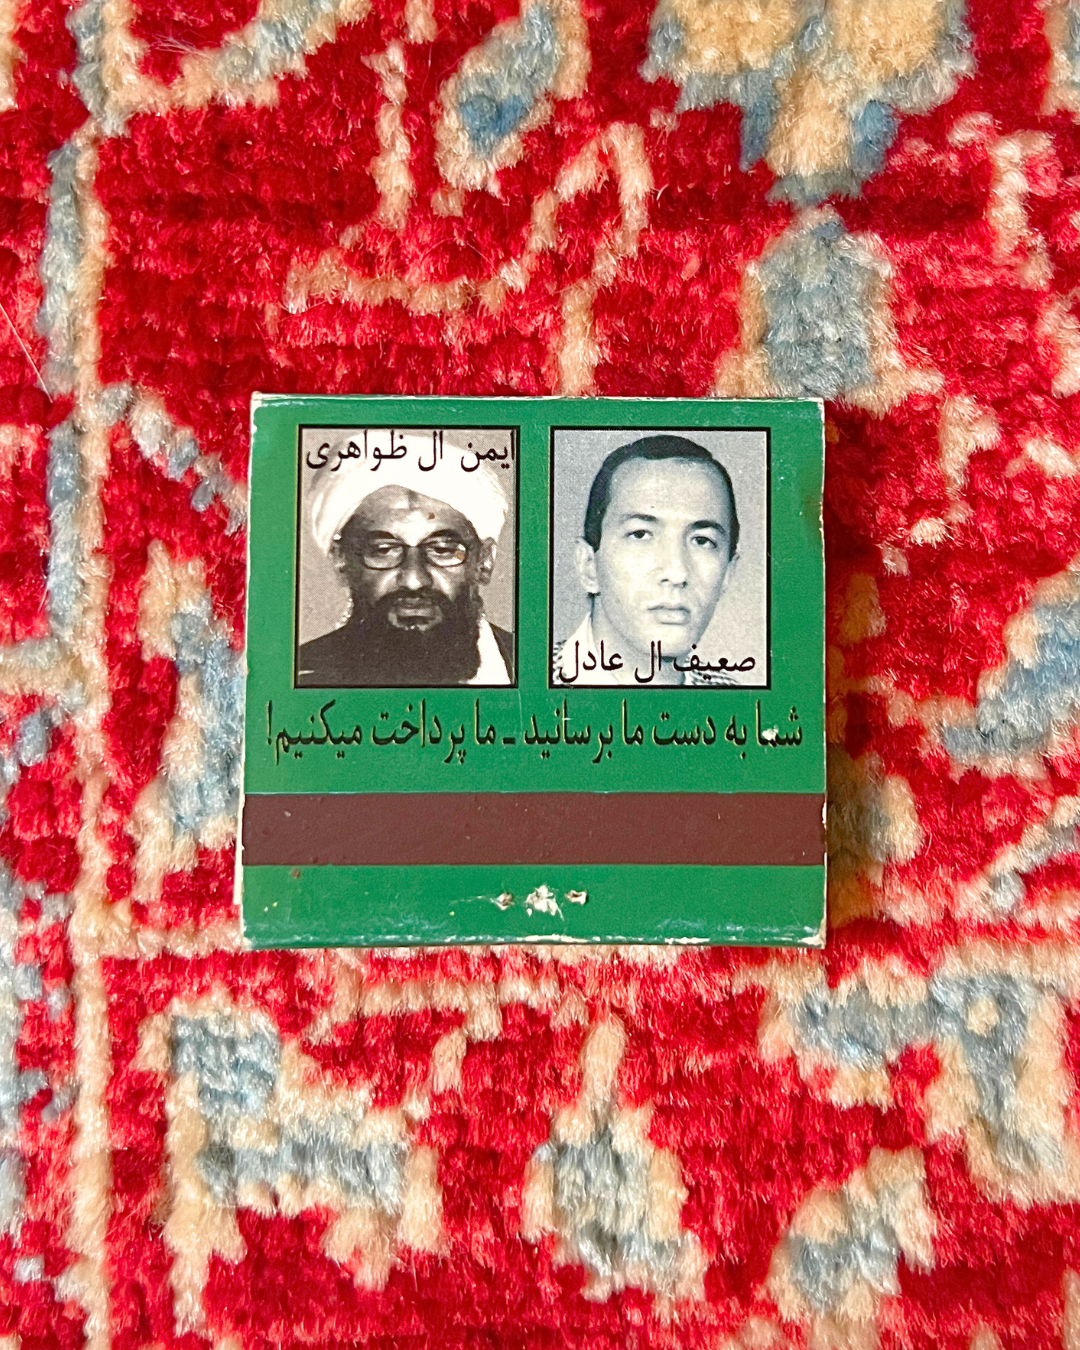 ایمن ال ظواهری
صعیف ال عادل
شما به دست ما برسانید - ما پرداخت میکنیم!